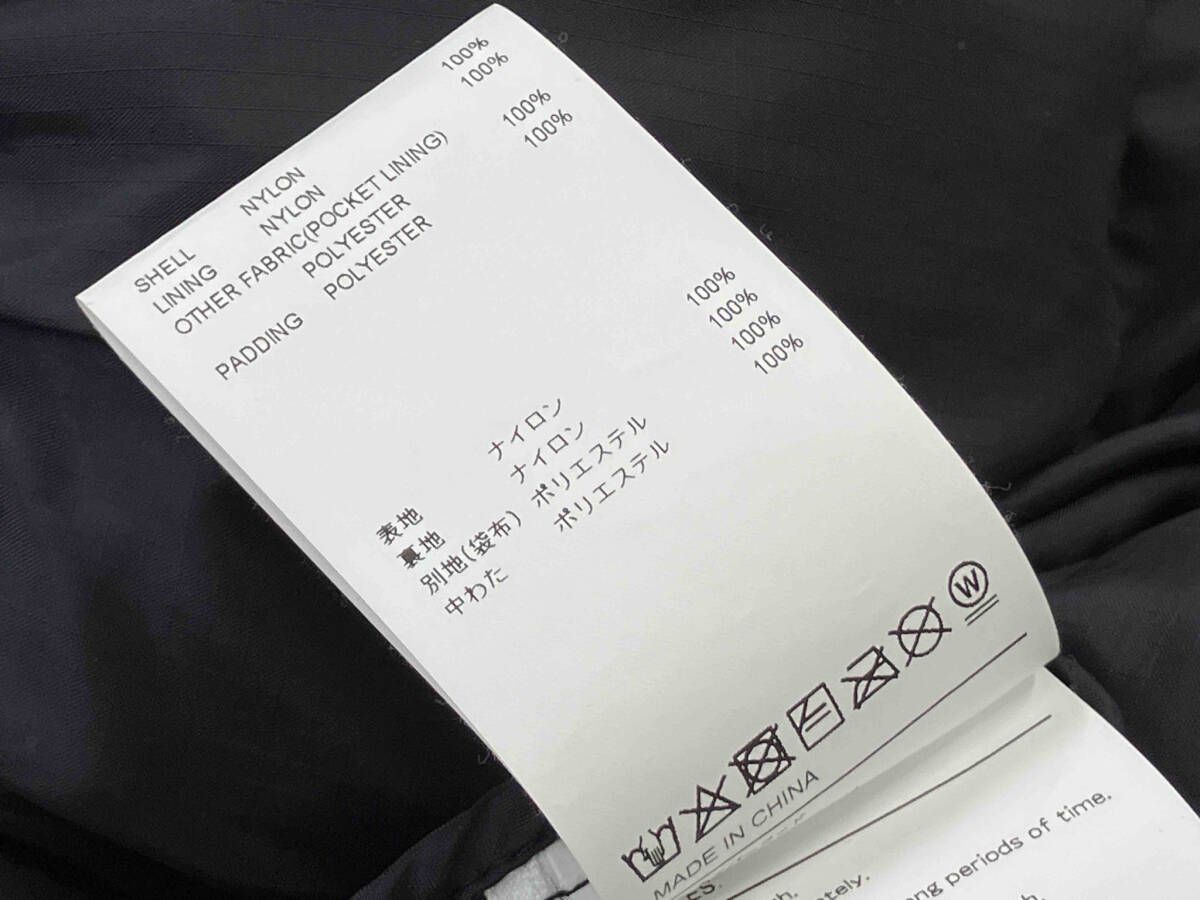 SHELL NYLON 100%
LINING NYLON 100%
OTHER FABRIC(POCKET LINING)
POLYESTER 100%
PADDING POLYESTER 100%
表地 ナイロン 100%
裏地 ナイロン 100%
別地(袋布) ポリエステル 100%
中わた ポリエステル 100%
W
MADE IN CHINA
ES.
of time.
ong periods